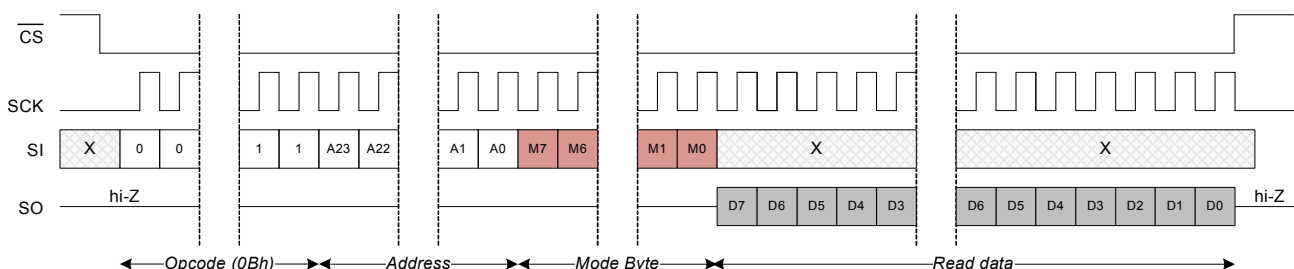 CS
SCK
SI X 0 0 1 1 A23 A22 A1 A0 M7 M6 M1 M0 X X
SO hi-Z D7 D6 D5 D4 D3 D6 D5 D4 D3 D2 D1 D0 hi-Z
Opcode (0Bh) Address Mode Byte Read data